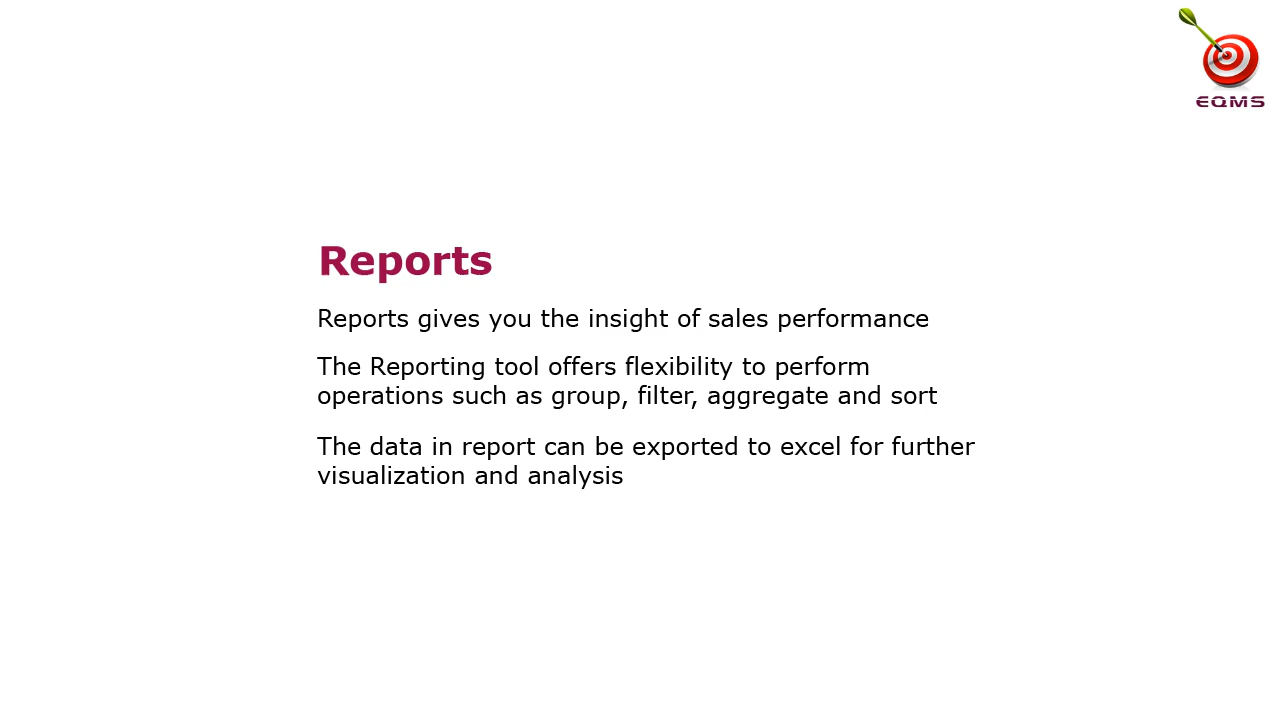 EQMS
Reports
Reports gives you the insight of sales performance
The Reporting tool offers flexibility to perform
operations such as group, filter, aggregate and sort
The data in report can be exported to excel for further
visualization and analysis